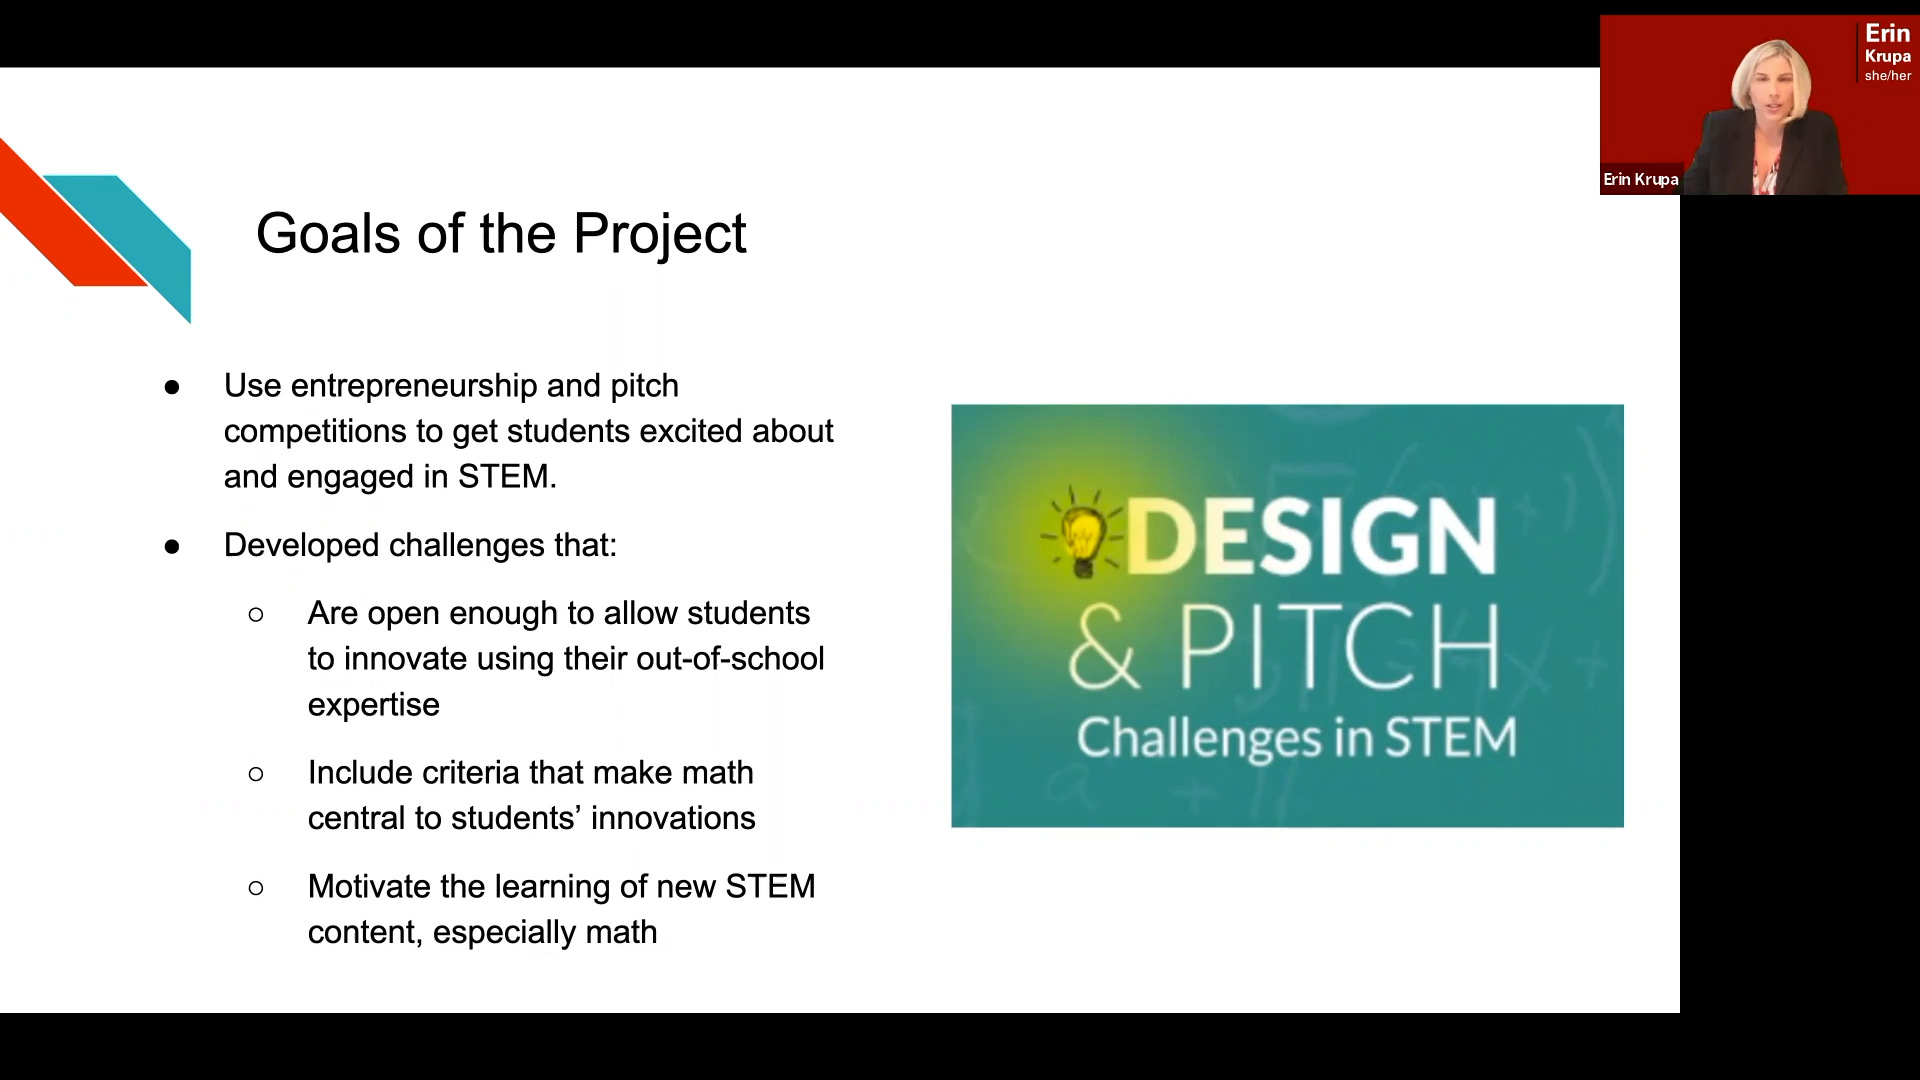 Erin
Krupa
she/her
Erin Krupa
Goals of the Project
● Use entrepreneurship and pitch
competitions to get students excited about
and engaged in STEM.
● Developed challenges that:
○ Are open enough to allow students
to innovate using their out-of-school
expertise
○ Include criteria that make math
central to students’ innovations
○ Motivate the learning of new STEM
content, especially math
DESIGN
& PITCH
Challenges in STEM